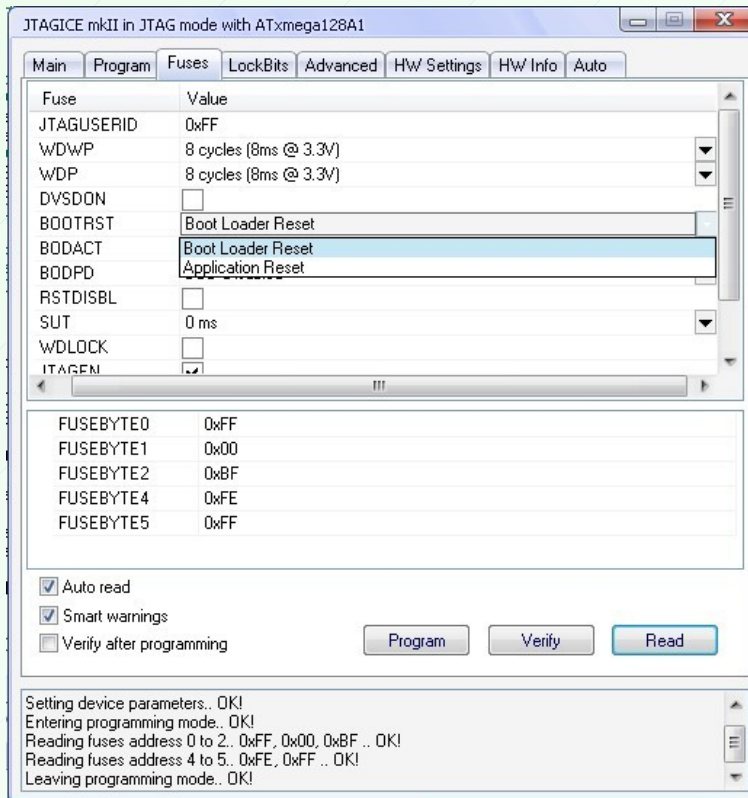 JTAGICE mkII in JTAG mode with ATxmega128A1
Main Program Fuses LockBits Advanced HW Settings HW Info Auto
Fuse Value
JTAGUSERID 0xFF
WDWP 8 cycles (8ms @ 3.3V)
WDP 8 cycles (8ms @ 3.3V)
DVSDON
BOOTRST Boot Loader Reset
BODACT Boot Loader Reset
Application Reset
BODPD
RSTDISBL
SUT 0 ms
WDLOCK
JTAGEN
FUSEBYTE0 0xFF
FUSEBYTE1 0x00
FUSEBYTE2 0xBF
FUSEBYTE4 0xFE
FUSEBYTE5 0xFF
Auto read
Smart warnings
Verify after programming
Program Verify Read
Setting device parameters.. OK!
Entering programming mode.. OK!
Reading fuses address 0 to 2.. 0xFF, 0x00, 0xBF .. OK!
Reading fuses address 4 to 5.. 0xFE, 0xFF .. OK!
Leaving programming mode.. OK!